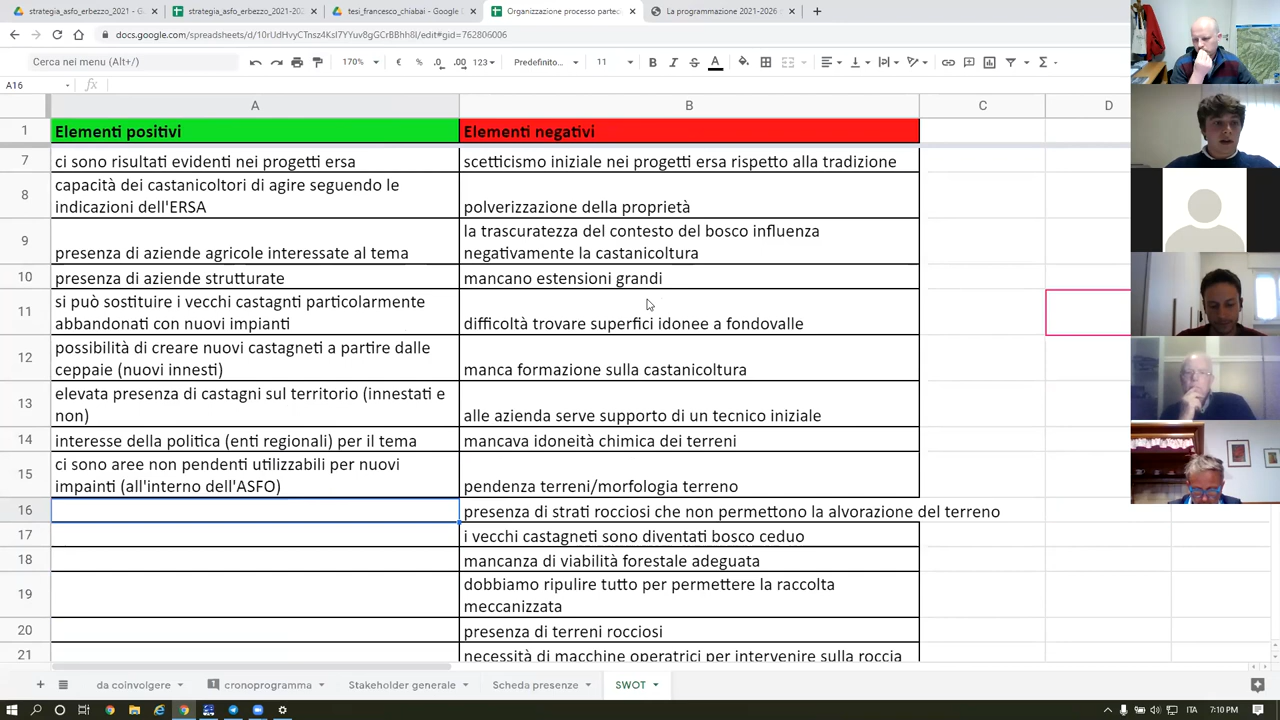 strategia_asfo_erbezzo_2021 - G
strategia_asfo_erbezzo_2021-202
tesi_francesco_chiabai - Google D
Organizzazione processo partec
La programmazione 2021-2026 d
docs.google.com/spreadsheets/d/10rUdHvyCTnsz4Ksl7YYuv8gGCrBBhh8l/edit#gid=762806006
Cerca nei menu (Alt+/)
170%
€ % .0 .00 123
Predefinito...
11
B I S A
A16
fx
A B C D
1 Elementi positivi Elementi negativi
7 ci sono risultati evidenti nei progetti ersa scetticismo iniziale nei progetti ersa rispetto alla tradizione
capacità dei castanicoltori di agire seguendo le
8 indicazioni dell'ERSA polverizzazione della proprietà
la trascuratezza del contesto del bosco influenza
9 presenza di aziende agricole interessate al tema negativamente la castanicoltura
10 presenza di aziende strutturate mancano estensioni grandi
si può sostituire i vecchi castagnti particolarmente
11 abbandonati con nuovi impianti difficoltà trovare superfici idonee a fondovalle
possibilità di creare nuovi castagneti a partire dalle
12 ceppaie (nuovi innesti) manca formazione sulla castanicoltura
elevata presenza di castagni sul territorio (innestati e
13 non) alle azienda serve supporto di un tecnico iniziale
14 interesse della politica (enti regionali) per il tema mancava idoneità chimica dei terreni
ci sono aree non pendenti utilizzabili per nuovi
15 impainti (all'interno dell'ASFO) pendenza terreni/morfologia terreno
16 presenza di strati rocciosi che non permettono la alvorazione del terreno
17 i vecchi castagneti sono diventati bosco ceduo
18 mancanza di viabilità forestale adeguata
dobbiamo ripulire tutto per permettere la raccolta
19 meccanizzata
20 presenza di terreni rocciosi
21 necessità di macchine operatrici per intervenire sulla roccia
da coinvolgere
1 cronoprogramma
Stakeholder generale
Scheda presenze
SWOT
ITA
7:10 PM